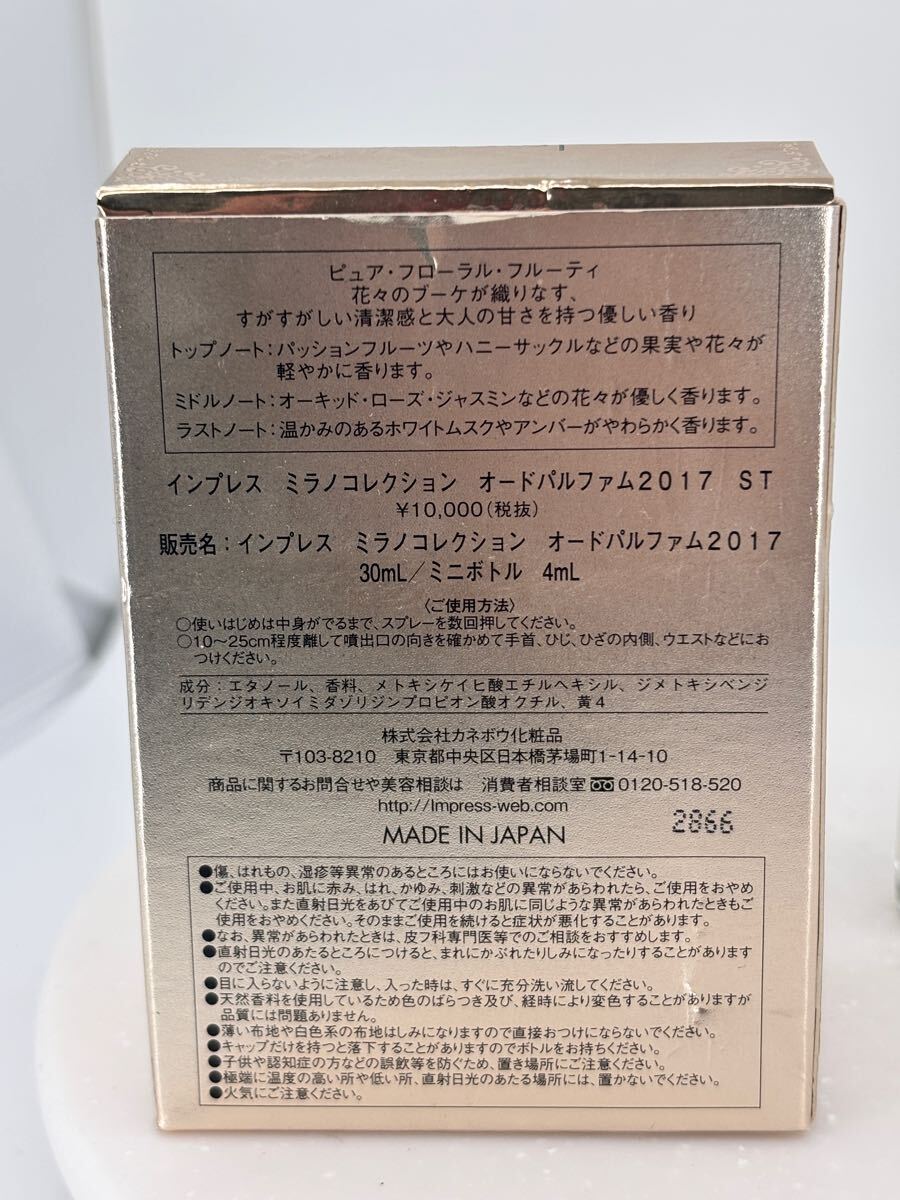 ピュア・フローラル・フルーティ
花々のブーケが織りなす、
すがすがしい清潔感と大人の甘さを持つ優しい香り
トップノート：パッションフルーツやハニーサックルなどの果実や花々が
軽やかに香ります。
ミドルノート：オーキッド・ローズ・ジャスミンなどの花々が優しく香ります。
ラストノート：温かみのあるホワイトムスクやアンバーがやわらかく香ります。
インプレス　ミラノコレクション　オードパルファム2017　ST
¥10,000（税抜）
販売名：インプレス　ミラノコレクション　オードパルファム2017
30mL／ミニボトル　4mL
〈ご使用方法〉
○使いはじめは中身がでるまで、スプレーを数回押してください。
○10〜25cm程度離して噴出口の向きを確かめて手首、ひじ、ひざの内側、ウエストなどにお
つけください。
成分：エタノール、香料、メトキシケイヒ酸エチルヘキシル、ジメトキシベンジ
リデンジオキソイミダゾリジンプロピオン酸オクチル、黄4
株式会社カネボウ化粧品
〒103-8210　東京都中央区日本橋茅場町1-14-10
商品に関するお問合せや美容相談は　消費者相談室 0120-518-520
http://Impress-web.com
MADE IN JAPAN
2866
●傷、はれもの、湿疹等異常のあるところにはお使いにならないでください。
●ご使用中、お肌に赤み、はれ、かゆみ、刺激などの異常があらわれたら、ご使用をおやめ
ください。また直射日光をあびてご使用中のお肌に同じような異常があらわれたときもご
使用をおやめください。そのままご使用を続けると症状が悪化することがあります。
●なお、異常があらわれたときは、皮フ科専門医等でのご相談をおすすめします。
●直射日光のあたるところにつけると、まれにかぶれたりしみになったりすることがあります
のでご注意ください。
●目に入らないように注意し、入った時は、すぐに充分洗い流してください。
●天然香料を使用しているため色のばらつき及び、経時により変色することがありますが
品質には問題ありません。
●薄い布地や白色系の布地はしみになりますので直接おつけにならないでください。
●キャップだけを持つと落下することがありますのでボトルをお持ちください。
●子供や認知症の方などの誤飲等を防ぐため、置き場所にご注意ください。
●極端に温度の高い所や低い所、直射日光のあたる場所には、置かないでください。
●火気にご注意ください。